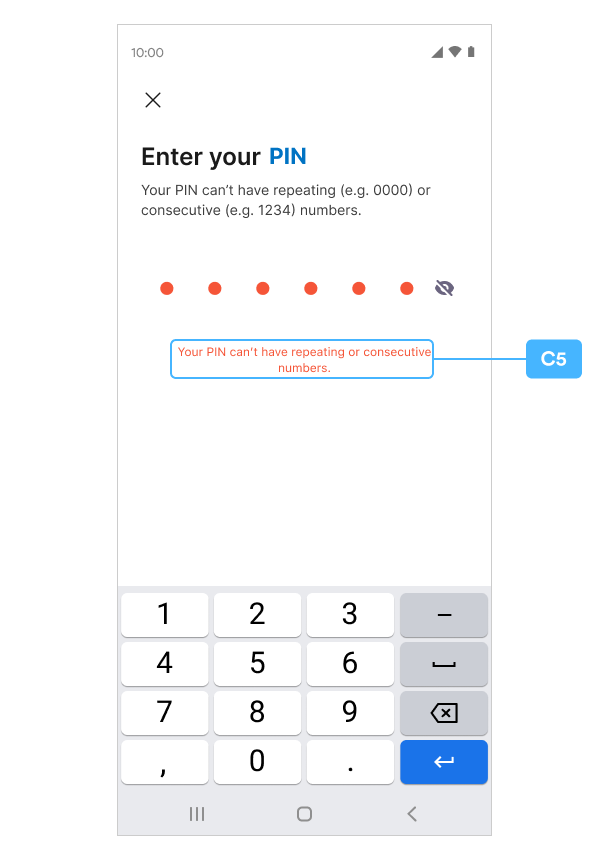 10:00
Enter your PIN
Your PIN can't have repeating (e.g. 0000) or
consecutive (e.g. 1234) numbers.
Your PIN can't have repeating or consecutive
numbers.
C5
1 2 3 –
4 5 6
7 8 9
, 0 .